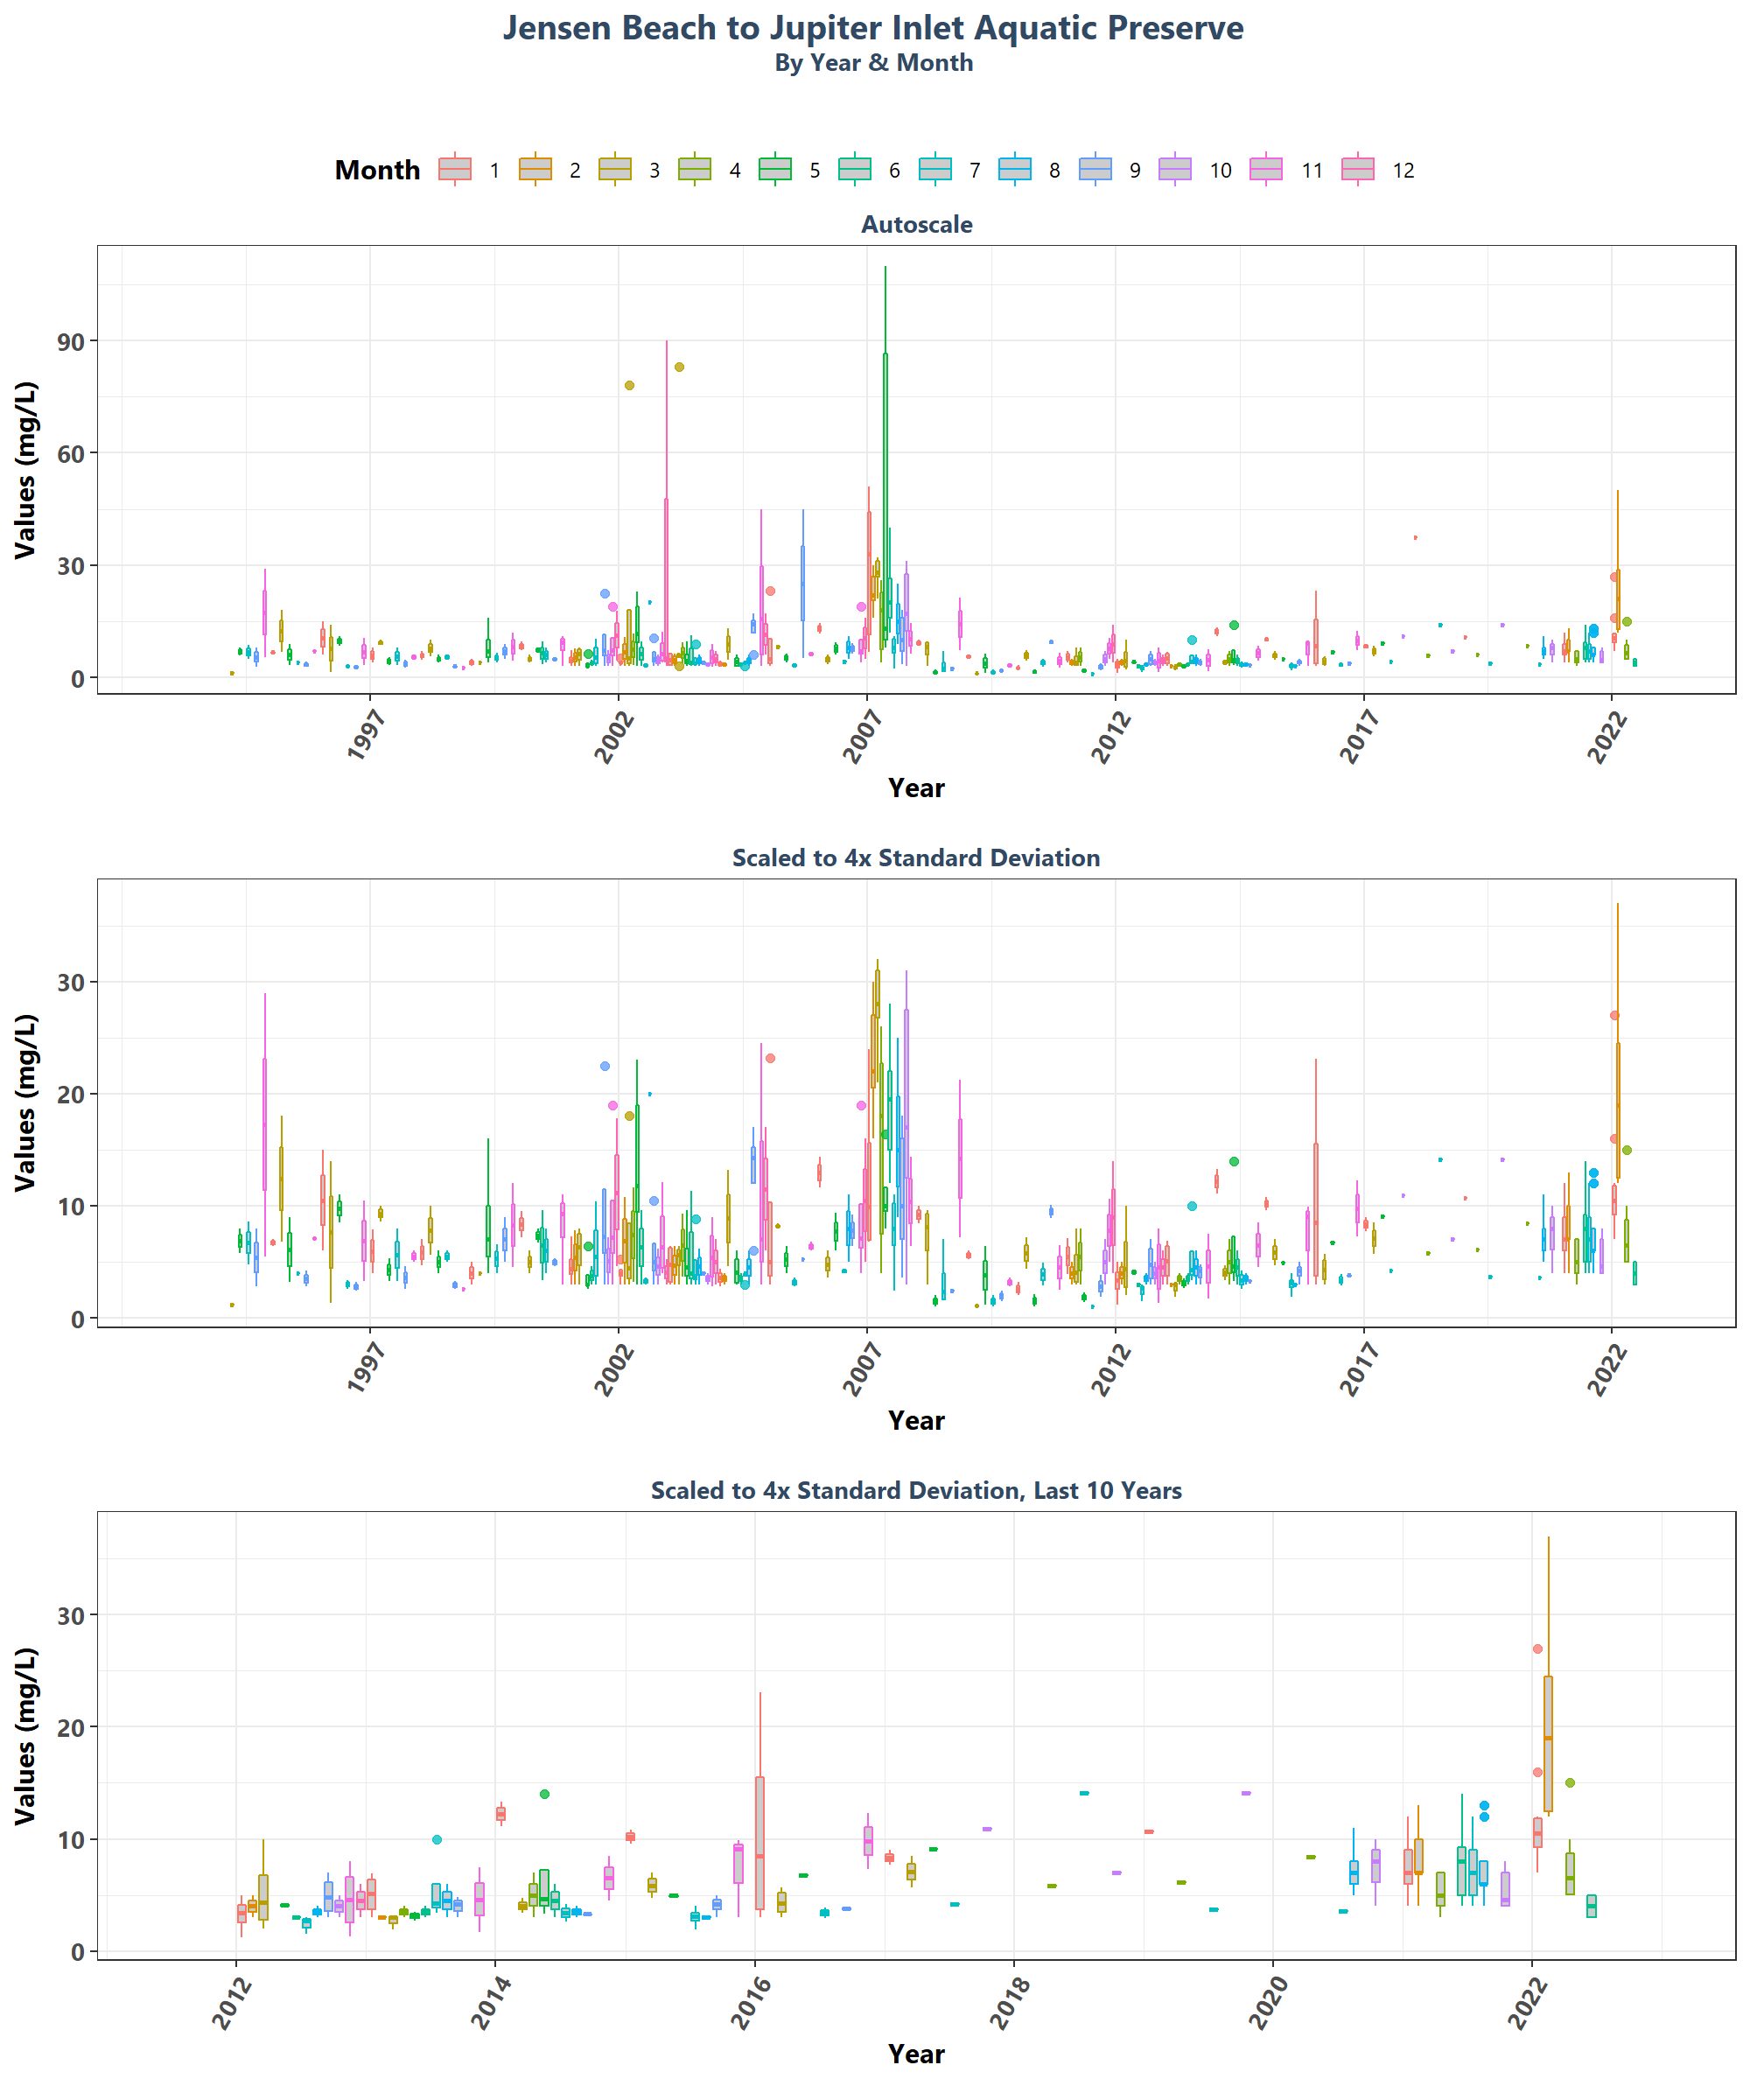 Jensen Beach to Jupiter Inlet Aquatic Preserve
By Year & Month
Month 1 2 3 4 5 6 7 8 9 10 11 12
Autoscale
Values (mg/L)
90
60
30
0
1997 2002 2007 2012 2017 2022
Year
Scaled to 4x Standard Deviation
Values (mg/L)
30
20
10
0
1997 2002 2007 2012 2017 2022
Year
Scaled to 4x Standard Deviation, Last 10 Years
Values (mg/L)
30
20
10
0
2012 2014 2016 2018 2020 2022
Year